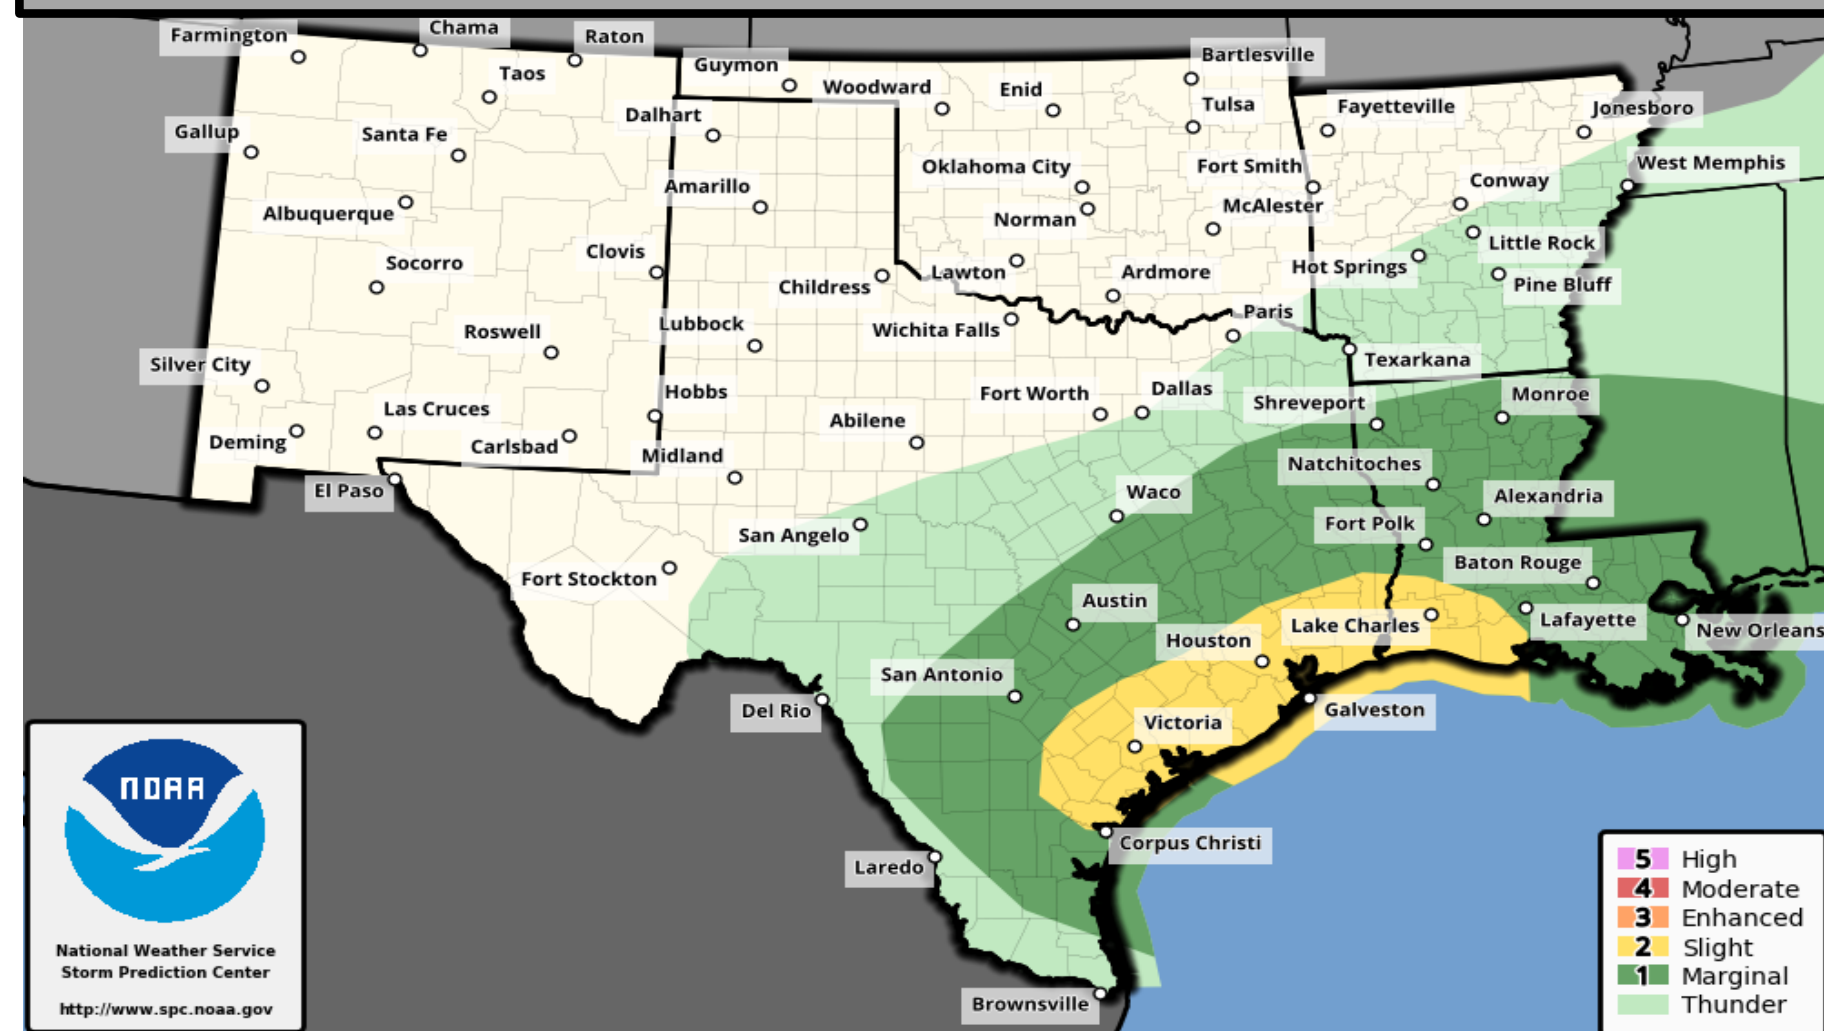 Farmington
Chama
Raton
Guymon
Bartlesville
Taos
Woodward
Enid
Tulsa
Fayetteville
Jonesboro
Dalhart
Gallup
Santa Fe
Oklahoma City
Fort Smith
West Memphis
Amarillo
Conway
Albuquerque
Norman
McAlester
Socorro
Clovis
Little Rock
Childress
Lawton
Ardmore
Hot Springs
Pine Bluff
Roswell
Lubbock
Wichita Falls
Paris
Silver City
Texarkana
Las Cruces
Hobbs
Fort Worth
Dallas
Shreveport
Monroe
Deming
Carlsbad
Midland
Abilene
Natchitoches
El Paso
Waco
Alexandria
San Angelo
Fort Polk
Fort Stockton
Baton Rouge
Austin
Lake Charles
Lafayette
New Orleans
Houston
San Antonio
Del Rio
Victoria
Galveston
Corpus Christi
Laredo
Brownsville
NOAA
National Weather Service
Storm Prediction Center
http://www.spc.noaa.gov
5 High
4 Moderate
3 Enhanced
2 Slight
1 Marginal
Thunder